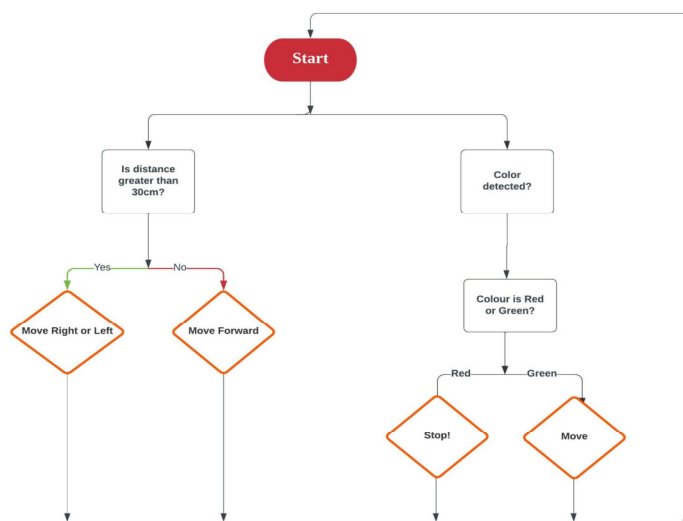 Start
Is distance
greater than
30cm?
Color
detected?
Yes
No
Colour is Red
or Green?
Move Right or Left
Move Forward
Red
Green
Stop!
Move